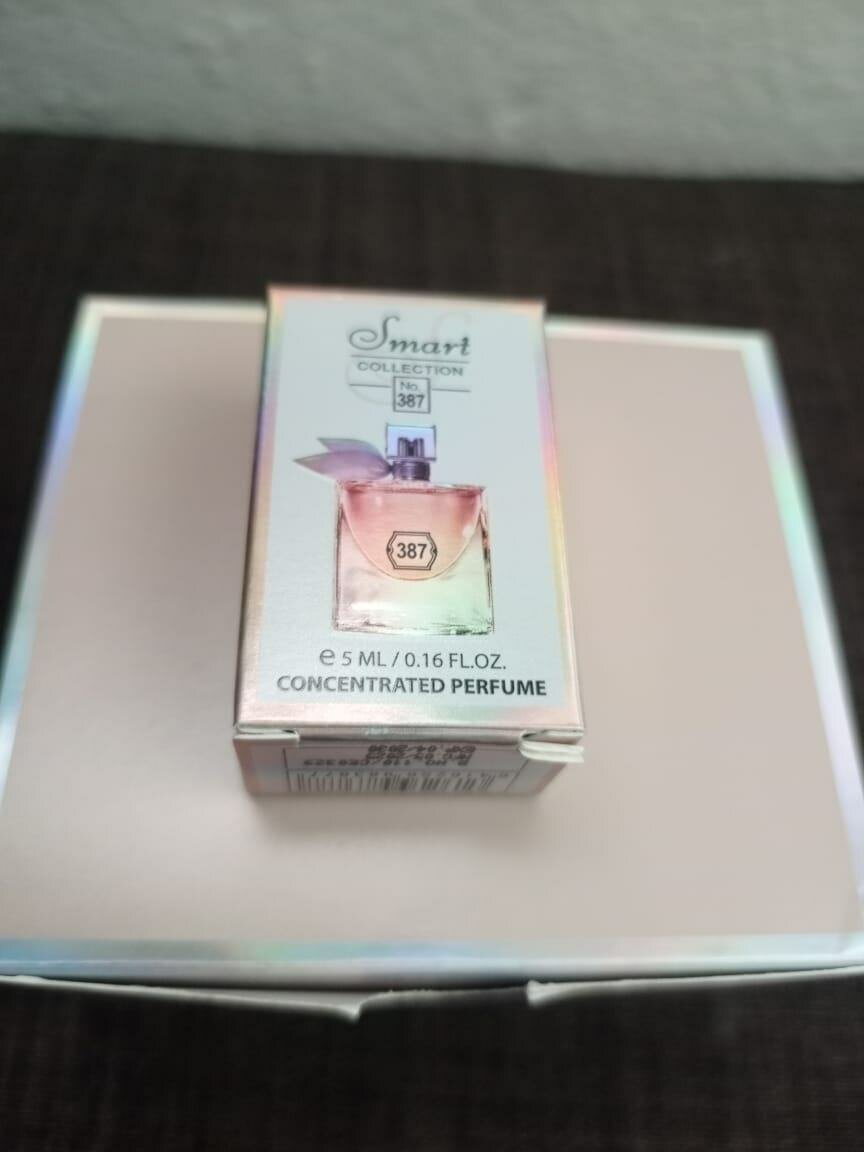 Smart
COLLECTION
No.
387
387
e 5 ML / 0.16 FL.OZ.
CONCENTRATED PERFUME